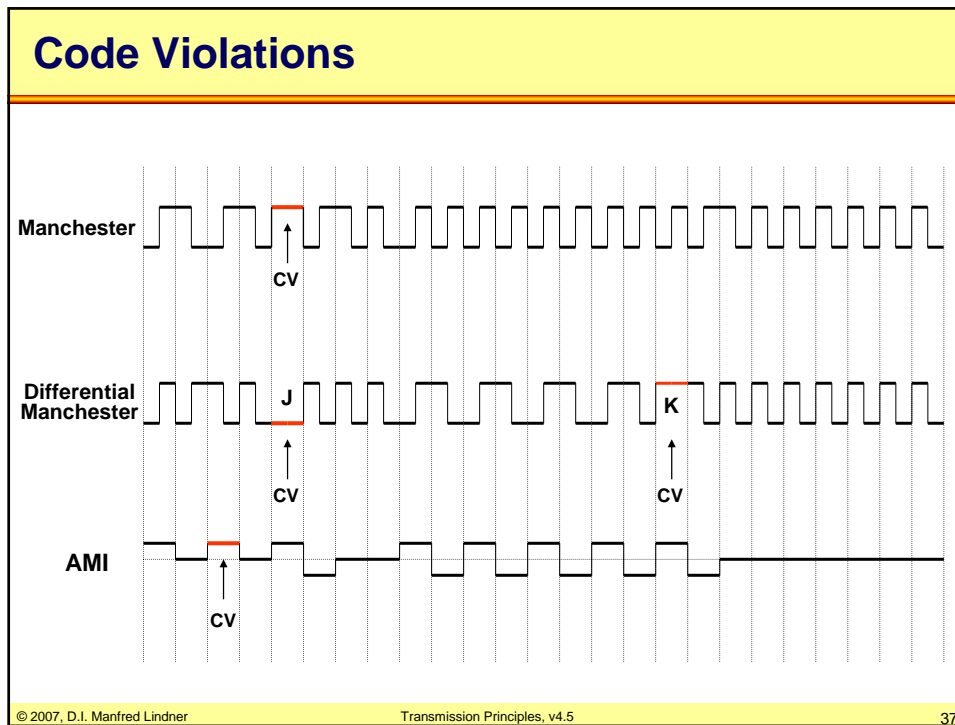 Code Violations
Manchester
CV
Differential
Manchester
J
K
CV
CV
AMI
CV
© 2007, D.I. Manfred Lindner
Transmission Principles, v4.5
37